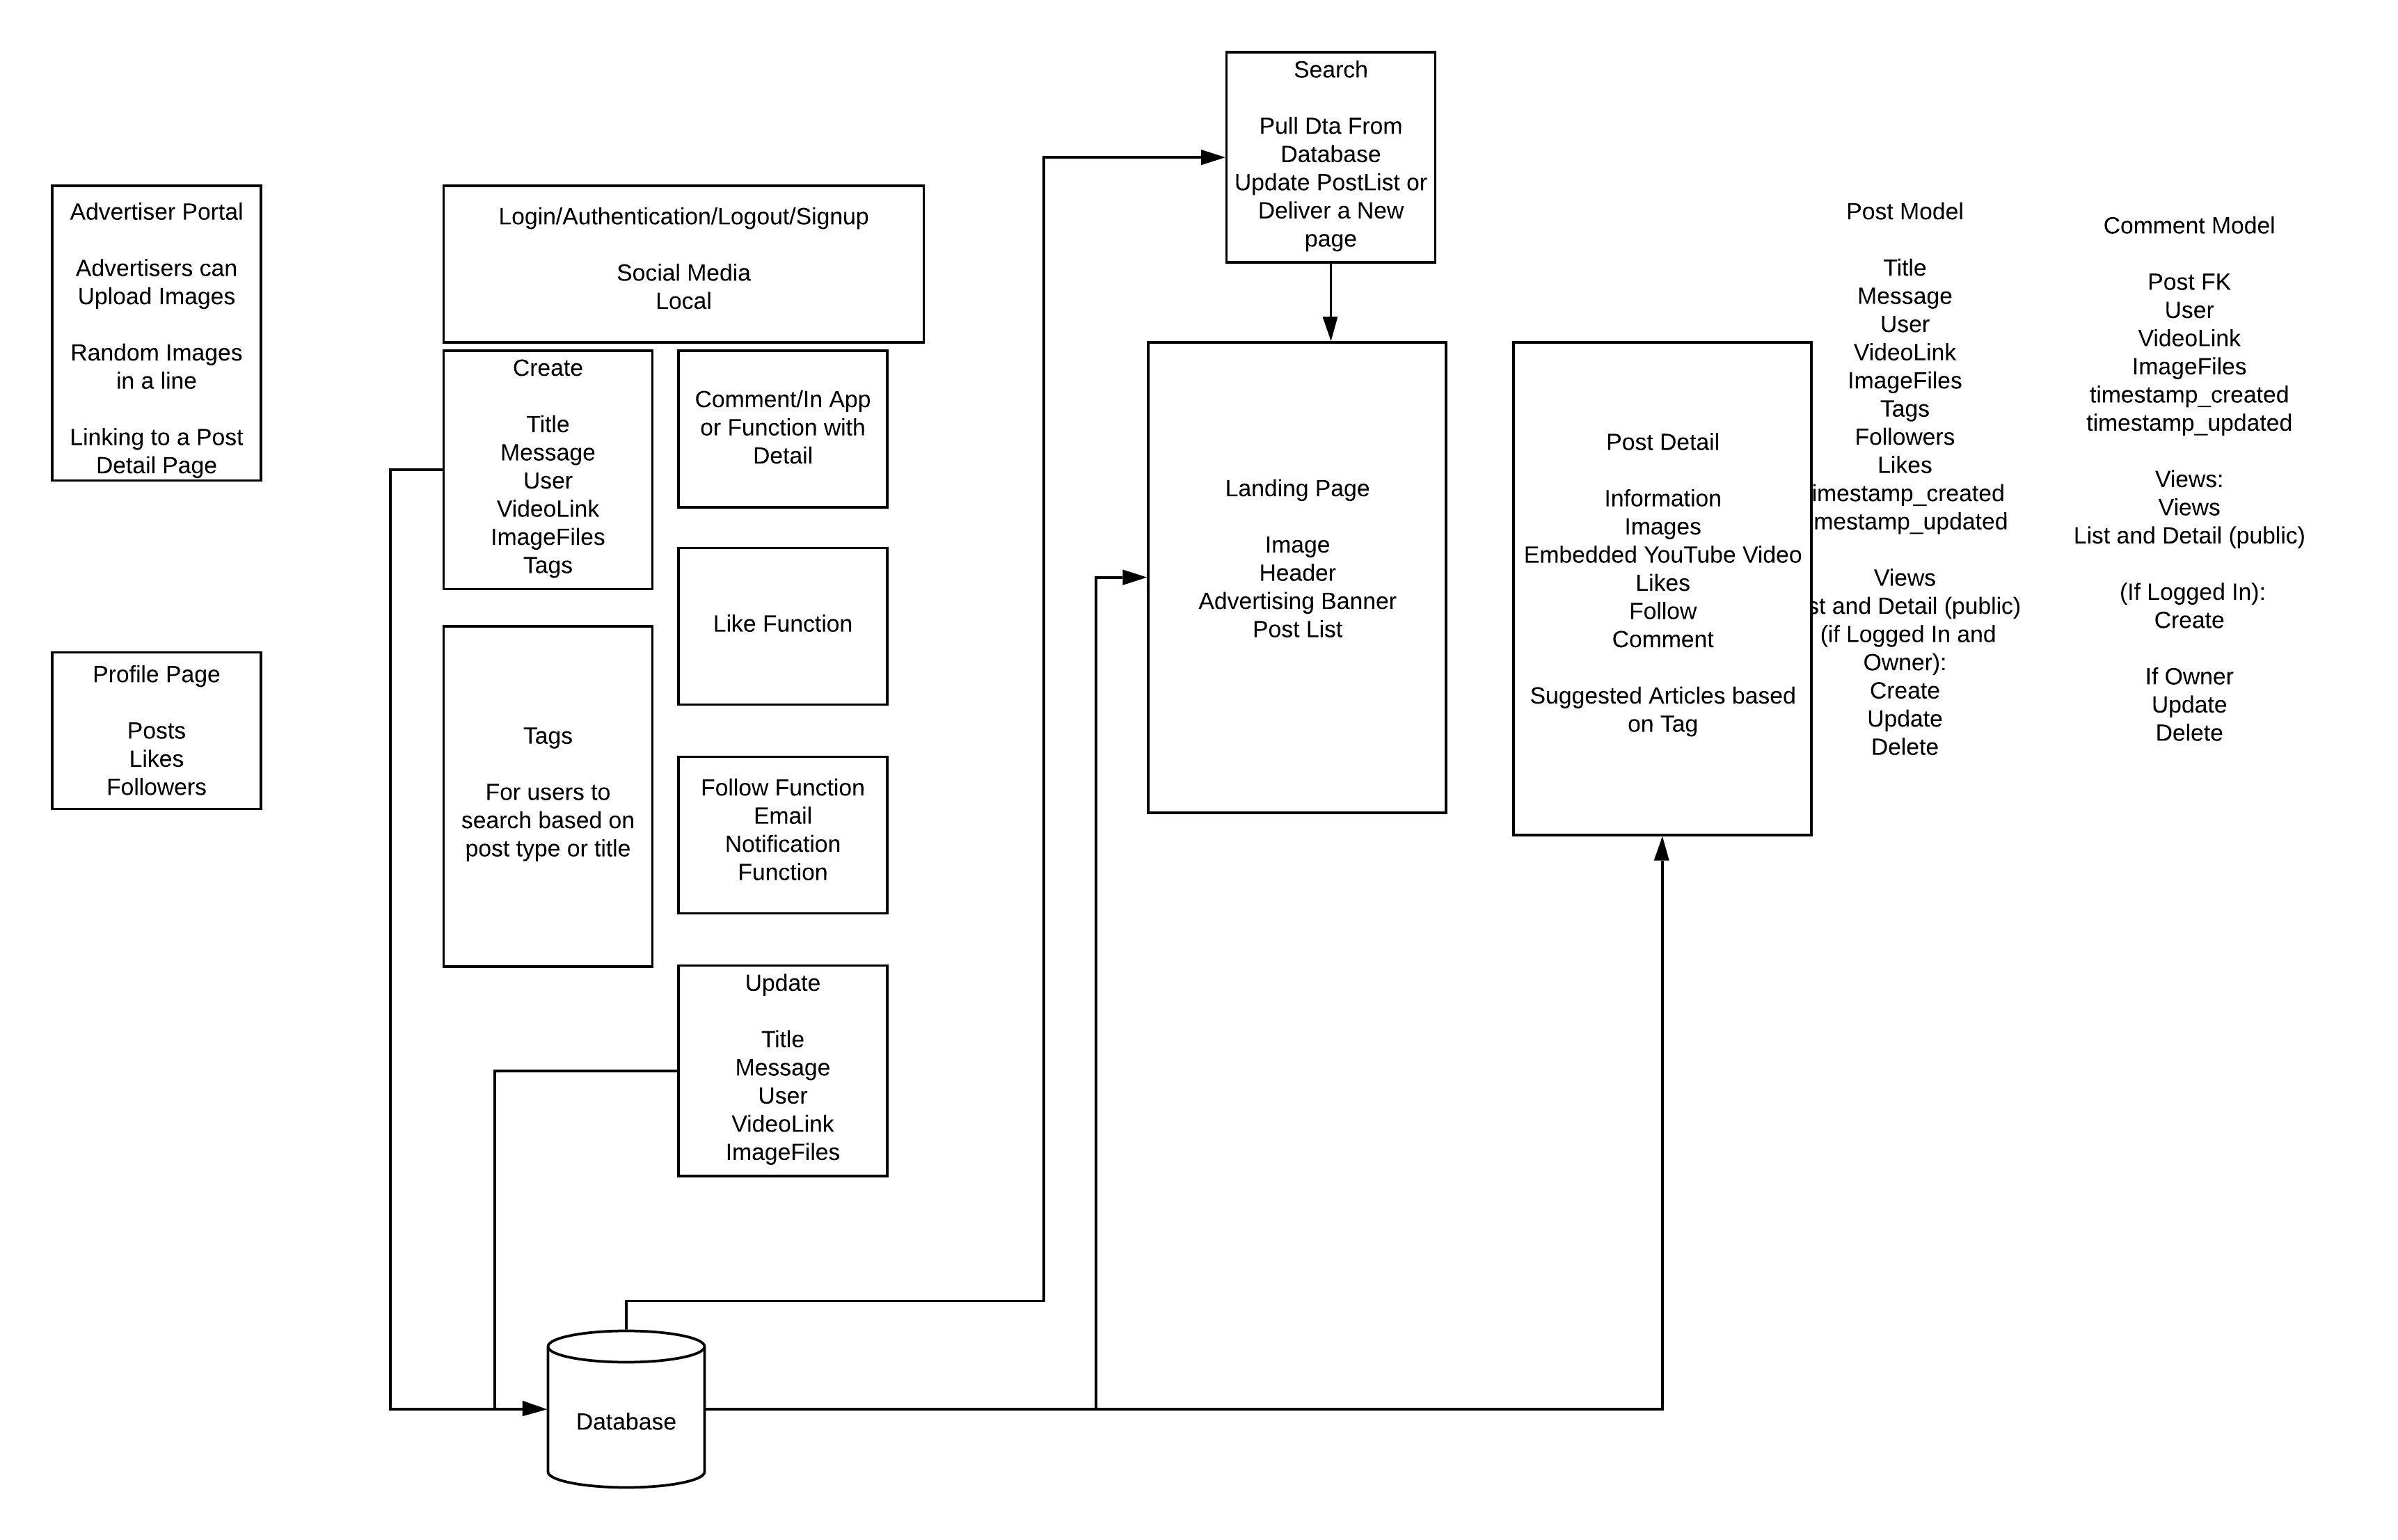 Search
Pull Dta From
Database
Update PostList or
Deliver a New
page
Advertiser Portal
Advertisers can
Upload Images
Random Images
in a line
Linking to a Post
Detail Page
Login/Authentication/Logout/Signup
Social Media
Local
Create
Title
Message
User
VideoLink
ImageFiles
Tags
Comment/In App
or Function with
Detail
Like Function
Tags
For users to
search based on
post type or title
Follow Function
Email
Notification
Function
Update
Title
Message
User
VideoLink
ImageFiles
Profile Page
Posts
Likes
Followers
Landing Page
Image
Header
Advertising Banner
Post List
Post Detail
Information
Images
Embedded YouTube Video
Likes
Follow
Comment
Suggested Articles based
on Tag
Post Model
Title
Message
User
VideoLink
ImageFiles
Tags
Followers
Likes
imestamp_created
mestamp_updated
Views
st and Detail (public)
(if Logged In and
Owner):
Create
Update
Delete
Comment Model
Post FK
User
VideoLink
ImageFiles
timestamp_created
timestamp_updated
Views:
Views
List and Detail (public)
(If Logged In):
Create
If Owner
Update
Delete
Database